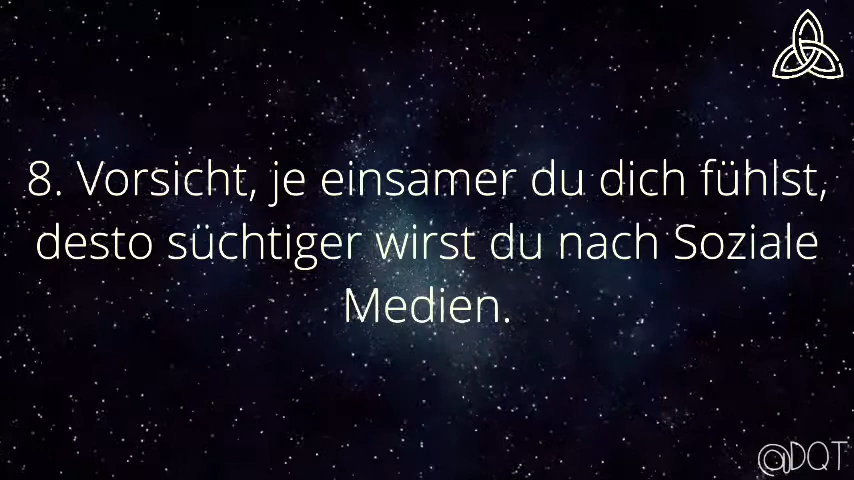 8. Vorsicht, je einsamer du dich fühlst,
desto süchtiger wirst du nach Soziale
Medien.
@DQT